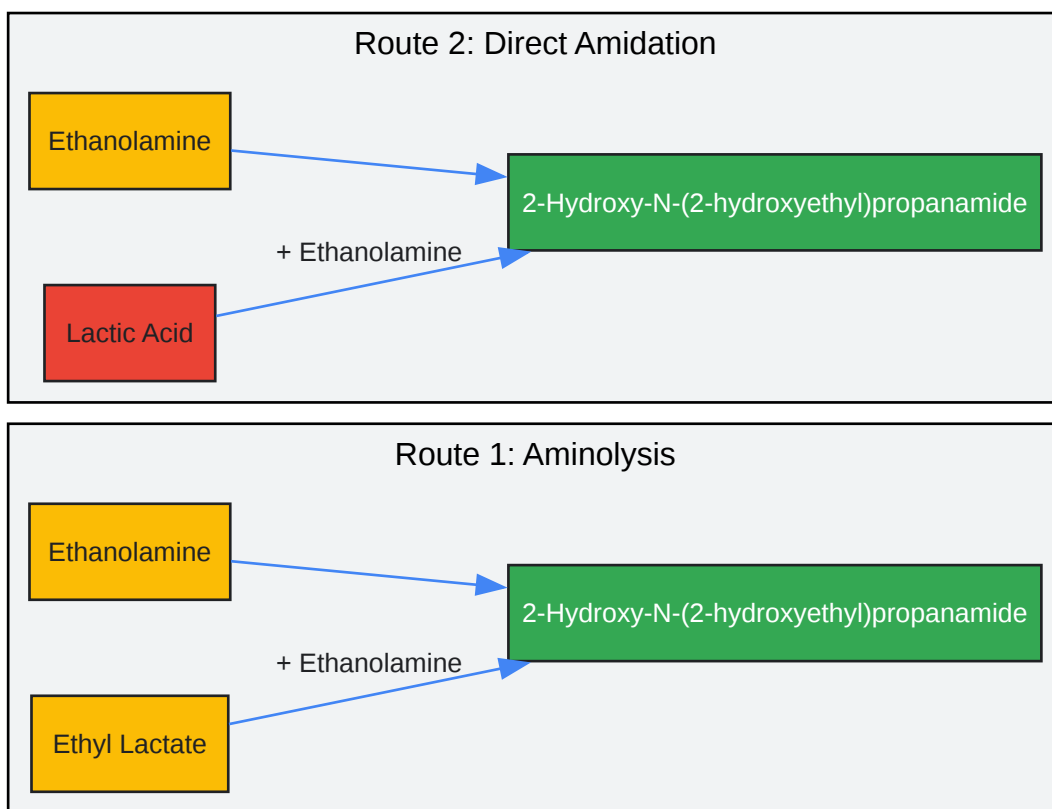 Route 2: Direct Amidation
Ethanolamine
2-Hydroxy-N-(2-hydroxyethyl)propanamide
+ Ethanolamine
Lactic Acid
Route 1: Aminolysis
Ethanolamine
2-Hydroxy-N-(2-hydroxyethyl)propanamide
+ Ethanolamine
Ethyl Lactate